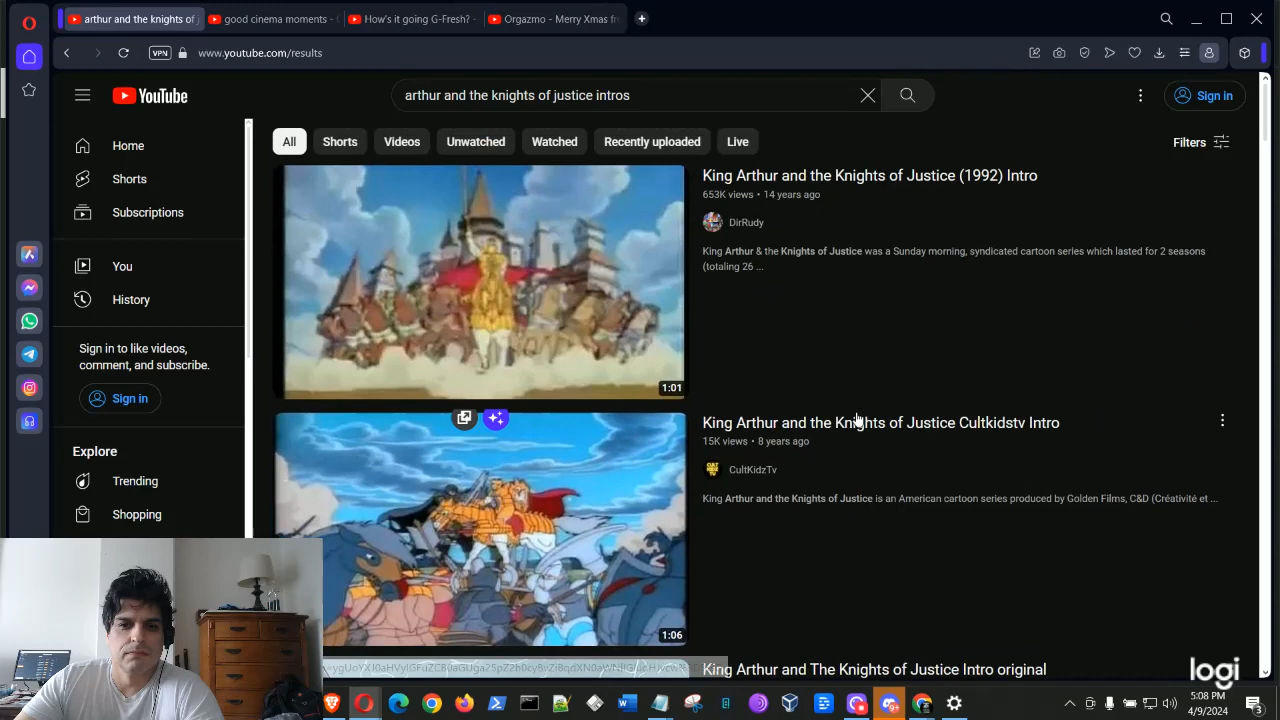 arthur and the knights of j
good cinema moments -
How's it going G-Fresh? -
Orgazmo - Merry Xmas fr
VPN
www.youtube.com/results
YouTube
arthur and the knights of justice intros
Sign in
Home
Shorts
Subscriptions
You
History
Sign in to like videos,
comment, and subscribe.
Sign in
Explore
Trending
Shopping
All
Shorts
Videos
Unwatched
Watched
Recently uploaded
Live
Filters
1:01
King Arthur and the Knights of Justice (1992) Intro
653K views • 14 years ago
DirRudy
King Arthur & the Knights of Justice was a Sunday morning, syndicated cartoon series which lasted for 2 seasons
(totaling 26 ...
1:06
King Arthur and the Knights of Justice Cultkidstv Intro
15K views • 8 years ago
CultKidzTv
King Arthur and the Knights of Justice is an American cartoon series produced by Golden Films, C&D (Créativité et ...
King Arthur and The Knights of Justice Intro original
logi
5:08 PM
4/9/2024
3